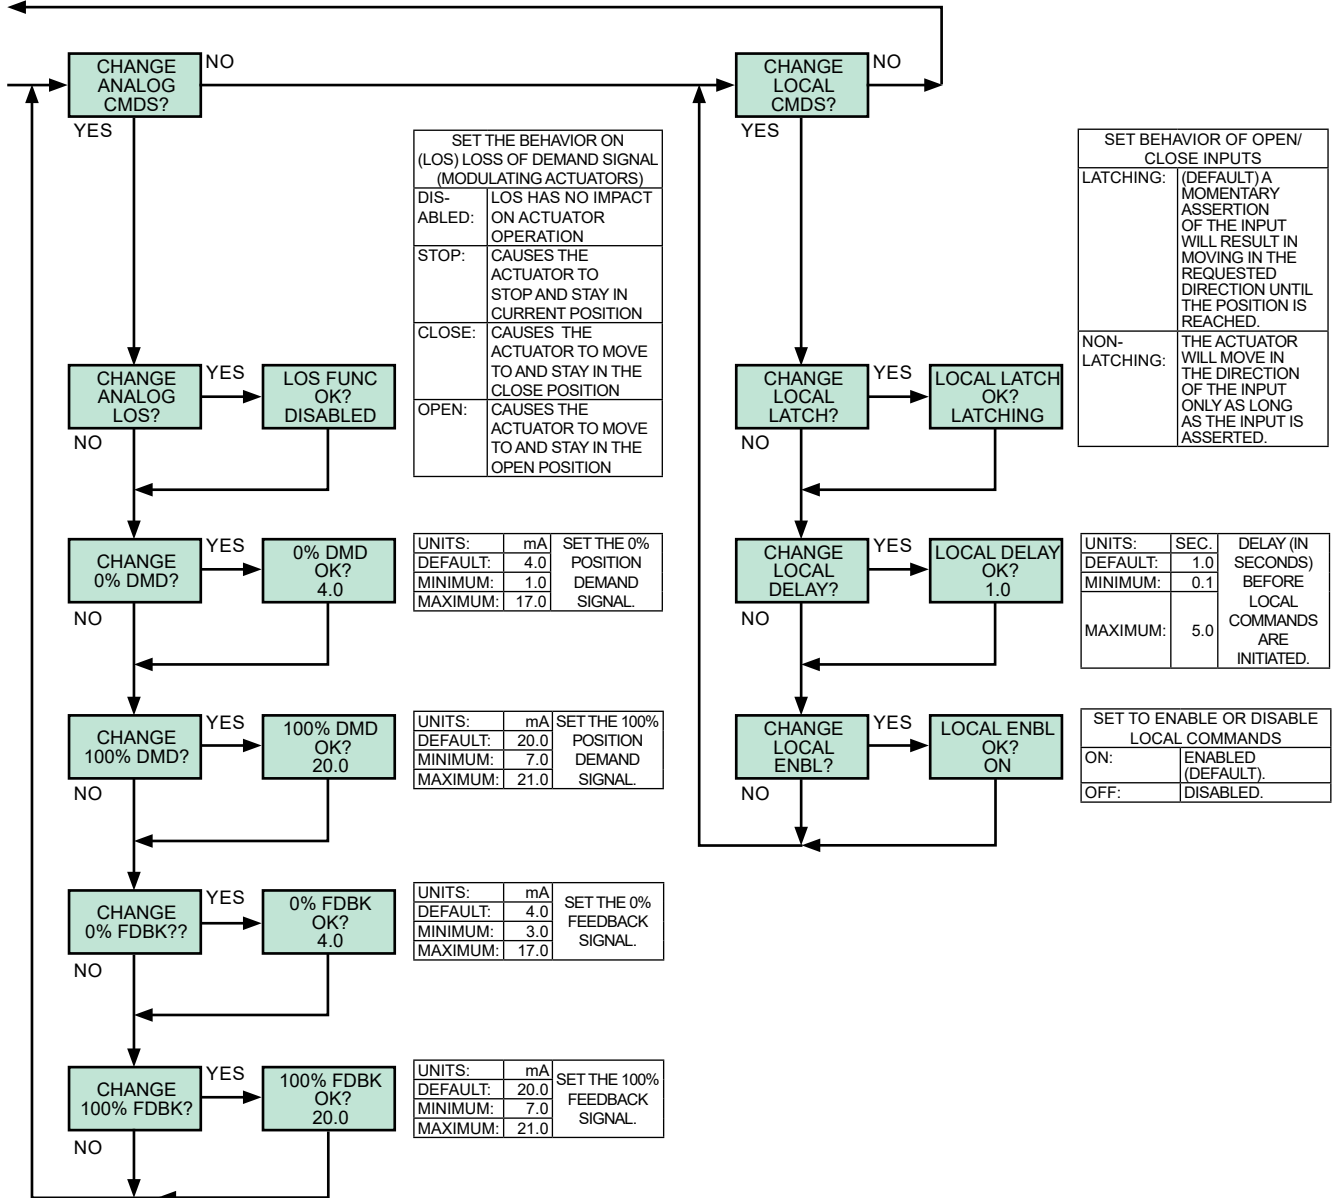 CHANGE
ANALOG
CMDS?
NO
YES
SET THE BEHAVIOR ON
(LOS) LOSS OF DEMAND SIGNAL
(MODULATING ACTUATORS)
DIS-
ABLED:
LOS HAS NO IMPACT
ON ACTUATOR
OPERATION
STOP:
CAUSES THE
ACTUATOR TO
STOP AND STAY IN
CURRENT POSITION
CLOSE:
CAUSES THE
ACTUATOR TO MOVE
TO AND STAY IN THE
CLOSE POSITION
OPEN:
CAUSES THE
ACTUATOR TO MOVE
TO AND STAY IN THE
OPEN POSITION
CHANGE
ANALOG
LOS?
YES
NO
LOS FUNC
OK?
DISABLED
CHANGE
0% DMD?
YES
NO
0% DMD
OK?
4.0
UNITS: mA
DEFAULT: 4.0
MINIMUM: 1.0
MAXIMUM: 17.0
SET THE 0%
POSITION
DEMAND
SIGNAL.
CHANGE
100% DMD?
YES
NO
100% DMD
OK?
20.0
UNITS: mA
DEFAULT: 20.0
MINIMUM: 7.0
MAXIMUM: 21.0
SET THE 100%
POSITION
DEMAND
SIGNAL.
CHANGE
0% FDBK??
YES
NO
0% FDBK
OK?
4.0
UNITS: mA
DEFAULT: 4.0
MINIMUM: 3.0
MAXIMUM: 17.0
SET THE 0%
FEEDBACK
SIGNAL.
CHANGE
100% FDBK?
YES
NO
100% FDBK
OK?
20.0
UNITS: mA
DEFAULT: 20.0
MINIMUM: 7.0
MAXIMUM: 21.0
SET THE 100%
FEEDBACK
SIGNAL.
CHANGE
LOCAL
CMDS?
NO
YES
SET BEHAVIOR OF OPEN/
CLOSE INPUTS
LATCHING:
(DEFAULT) A
MOMENTARY
ASSERTION
OF THE INPUT
WILL RESULT IN
MOVING IN THE
REQUESTED
DIRECTION UNTIL
THE POSITION IS
REACHED.
NON-
LATCHING:
THE ACTUATOR
WILL MOVE IN
THE DIRECTION
OF THE INPUT
ONLY AS LONG
AS THE INPUT IS
ASSERTED.
CHANGE
LOCAL
LATCH?
YES
NO
LOCAL LATCH
OK?
LATCHING
CHANGE
LOCAL
DELAY?
YES
NO
LOCAL DELAY
OK?
1.0
UNITS: SEC.
DEFAULT: 1.0
MINIMUM: 0.1
MAXIMUM: 5.0
DELAY (IN
SECONDS)
BEFORE
LOCAL
COMMANDS
ARE
INITIATED.
CHANGE
LOCAL
ENBL?
YES
NO
LOCAL ENBL
OK?
ON
SET TO ENABLE OR DISABLE
LOCAL COMMANDS
ON:
ENABLED
(DEFAULT).
OFF:
DISABLED.